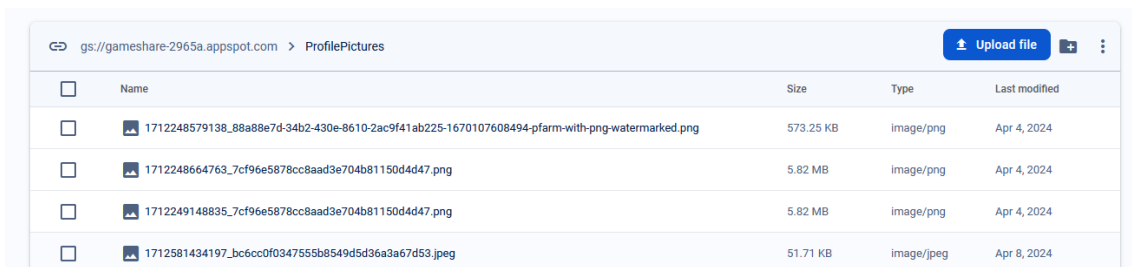 gs://gameshare-2965a.appspot.com > ProfilePictures Upload file
Name Size Type Last modified
1712248579138_88a88e7d-34b2-430e-8610-2ac9f41ab225-1670107608494-pfarm-with-png-watermarked.png 573.25 KB image/png Apr 4, 2024
1712248664763_7cf96e5878cc8aad3e704b81150d4d47.png 5.82 MB image/png Apr 4, 2024
1712249148835_7cf96e5878cc8aad3e704b81150d4d47.png 5.82 MB image/png Apr 4, 2024
1712581434197_bc6cc0f0347555b8549d5d36a3a67d53.jpeg 51.71 KB image/jpeg Apr 8, 2024